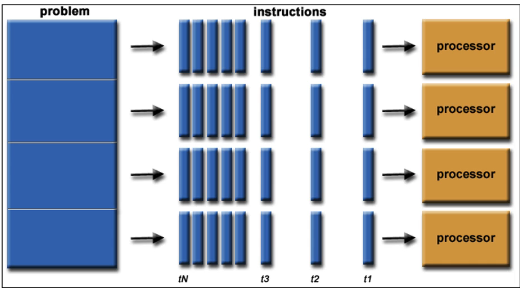 problem
instructions
processor
processor
processor
processor
tN t3 t2 t1